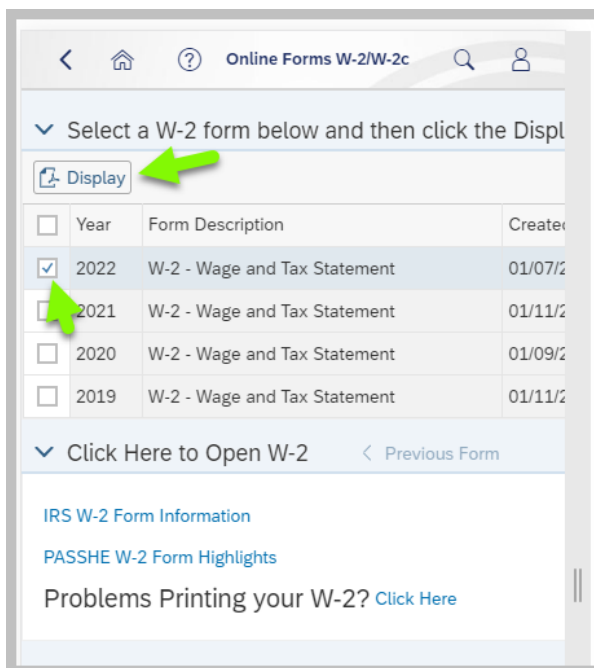 Online Forms W-2/W-2c
Select a W-2 form below and then click the Displ
Display
Year Form Description Created
2022 W-2 - Wage and Tax Statement 01/07/2
2021 W-2 - Wage and Tax Statement 01/11/2
2020 W-2 - Wage and Tax Statement 01/09/2
2019 W-2 - Wage and Tax Statement 01/11/2
Click Here to Open W-2 < Previous Form
IRS W-2 Form Information
PASSHE W-2 Form Highlights
Problems Printing your W-2? Click Here